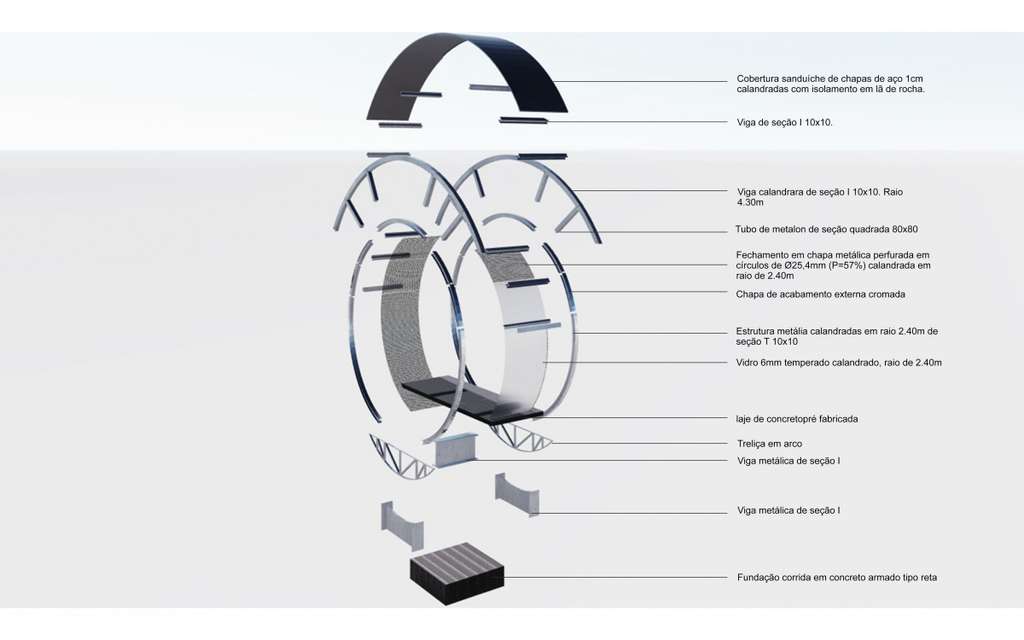 Cobertura sanduíche de chapas de aço 1cm
calandradas com isolamento em lã de rocha.
Viga de seção I 10x10.
Viga calandrara de seção I 10x10. Raio
4.30m
Tubo de metalon de seção quadrada 80x80
Fechamento em chapa metálica perfurada em
círculos de Ø25,4mm (P=57%) calandrada em
raio de 2.40m
Chapa de acabamento externa cromada
Estrutura metália calandradas em raio 2.40m de
seção T 10x10
Vidro 6mm temperado calandrado, raio de 2.40m
laje de concretopré fabricada
Treliça em arco
Viga metálica de seção I
Viga metálica de seção I
Fundação corrida em concreto armado tipo reta